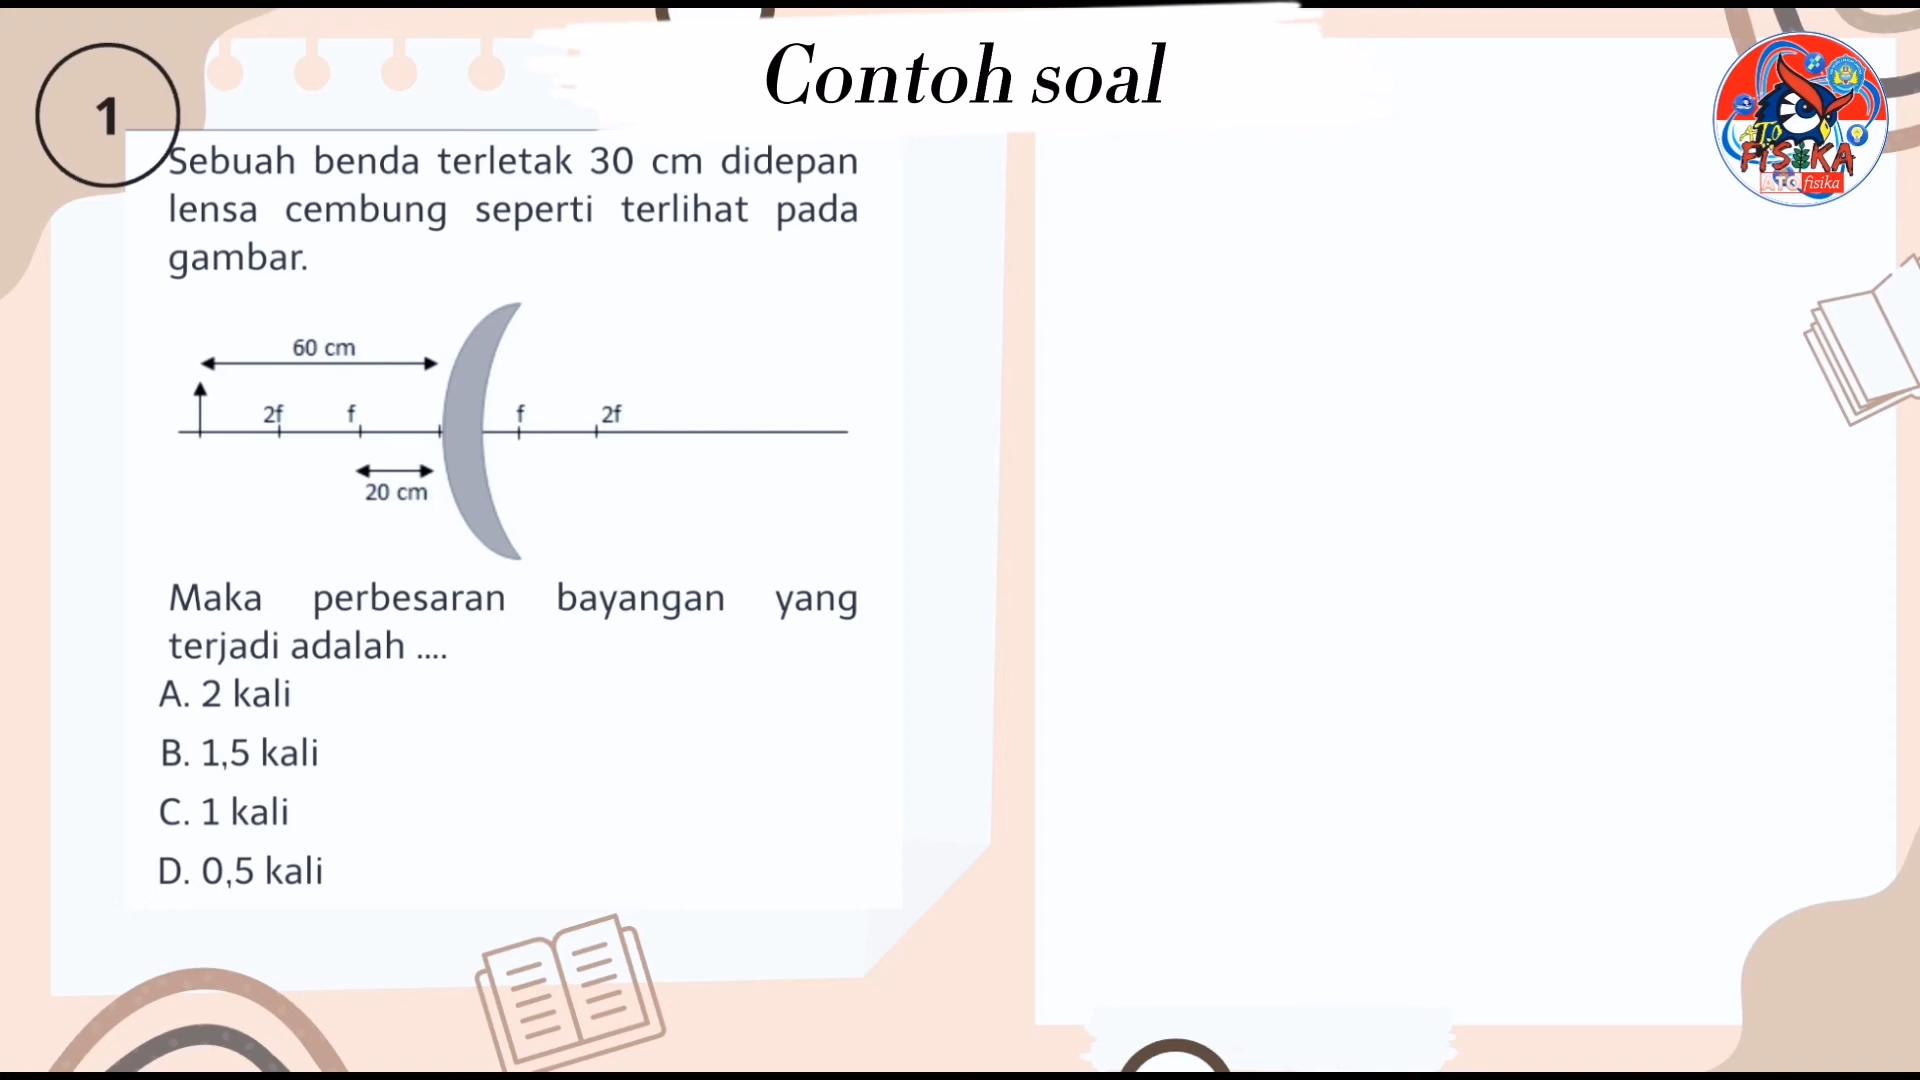 1
Contoh soal
TO
FISIKA
ATO fisika
Sebuah benda terletak 30 cm didepan
lensa cembung seperti terlihat pada
gambar.
60 cm
2f f f 2f
20 cm
Maka perbesaran bayangan yang
terjadi adalah ....
A. 2 kali
B. 1,5 kali
C. 1 kali
D. 0,5 kali